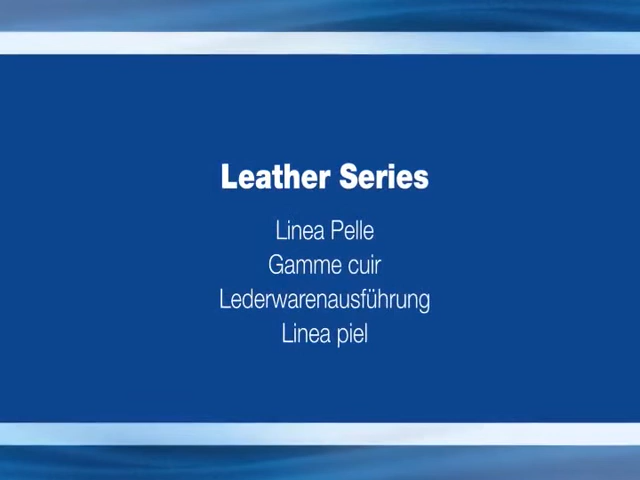 Leather Series
Linea Pelle
Gamme cuir
Lederwarenausführung
Linea piel